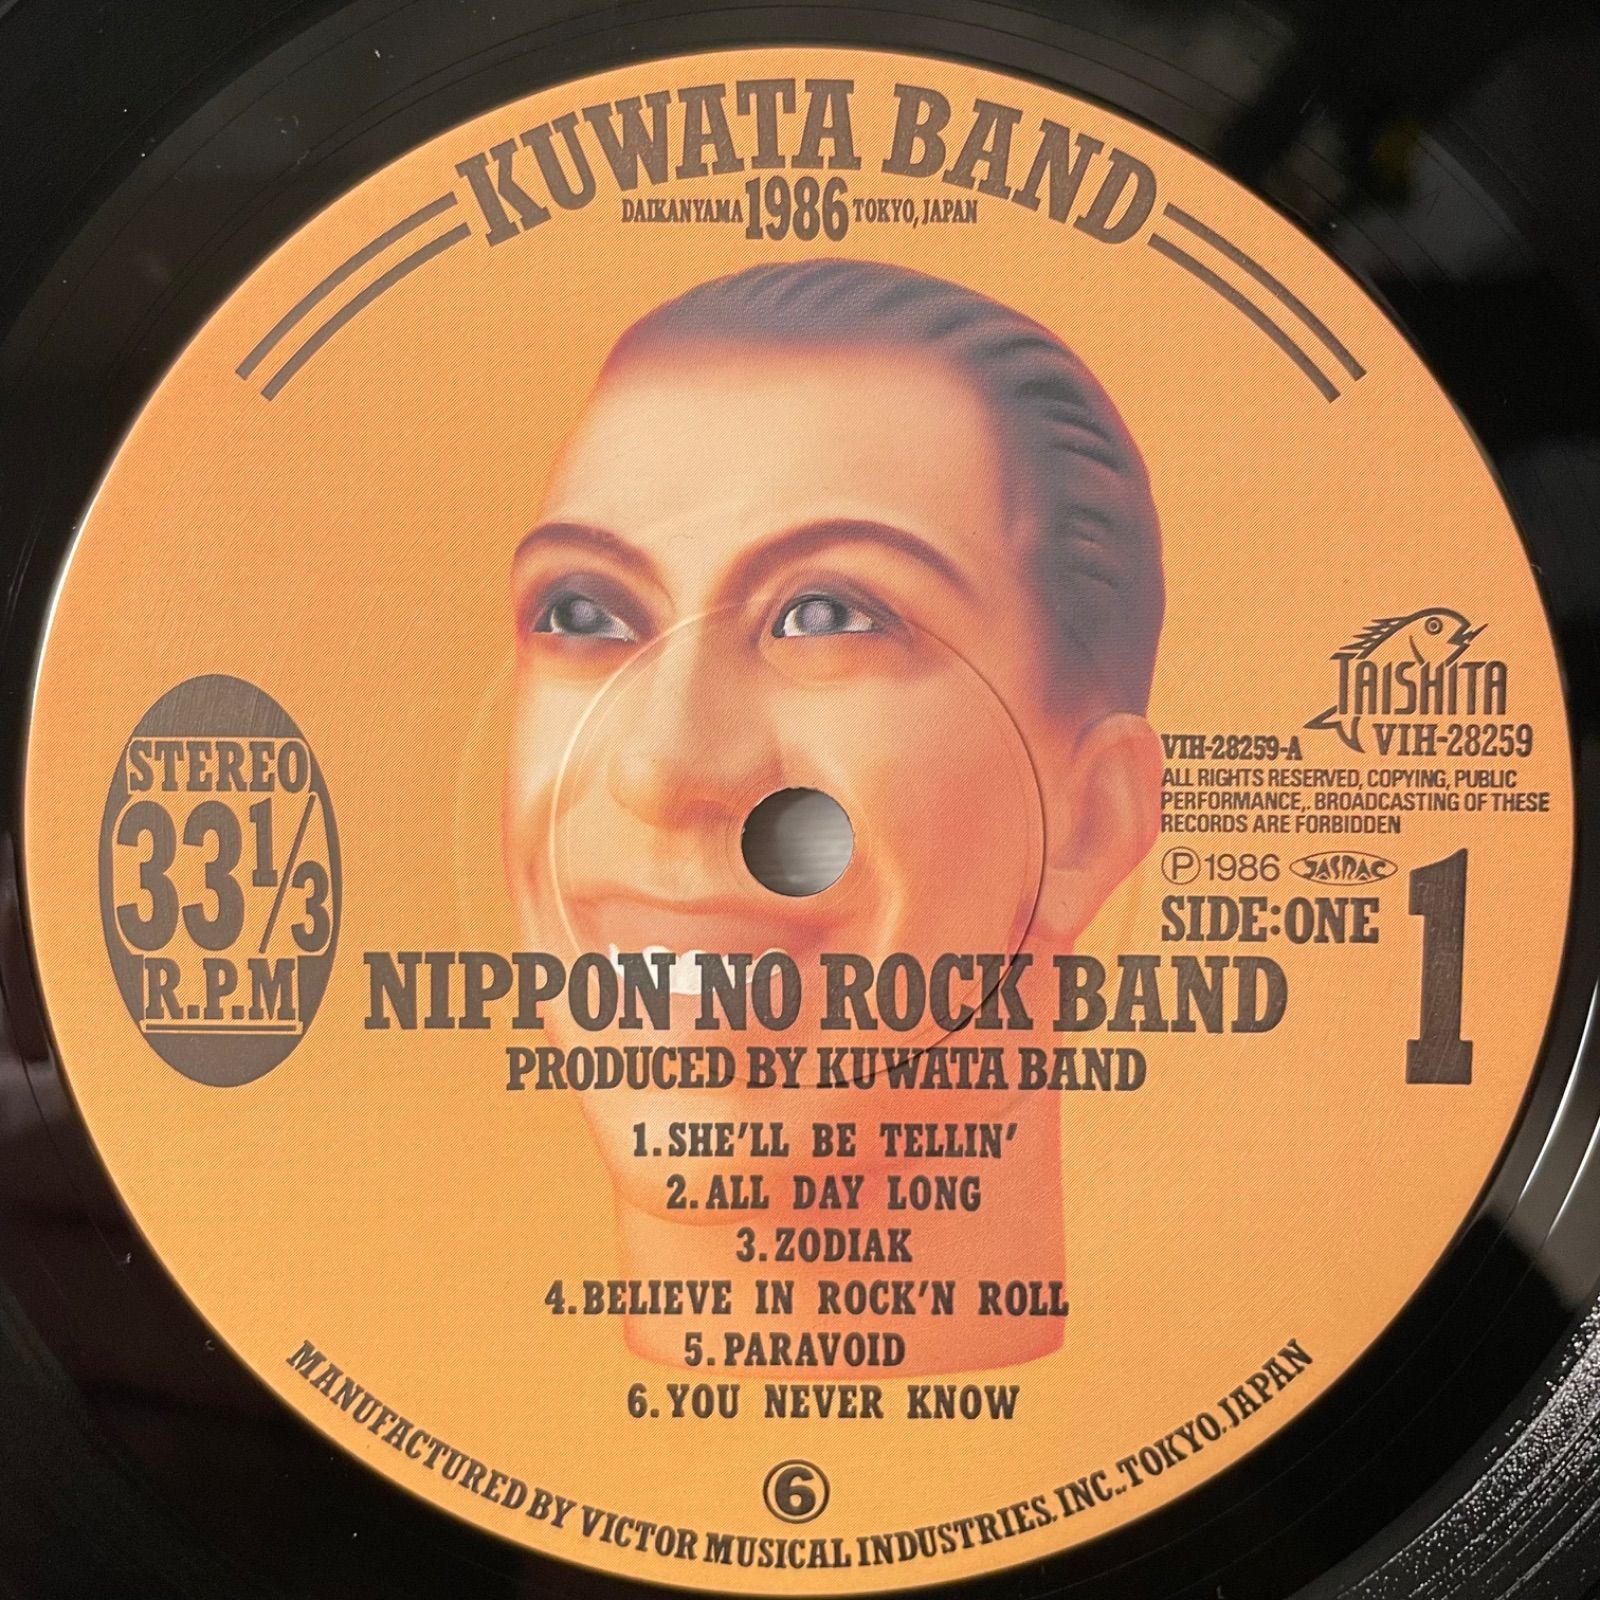 KUWATA BAND
DAIKANYAMA 1986 TOKYO, JAPAN
TAISHITA
VIH-28259-A VIH-28259
ALL RIGHTS RESERVED, COPYING, PUBLIC
PERFORMANCE,. BROADCASTING OF THESE
RECORDS ARE FORBIDDEN
Ⓟ1986 JASRAC
SIDE:ONE 1
STEREO
33 1/3
R.P.M
NIPPON NO ROCK BAND
PRODUCED BY KUWATA BAND
1.SHE'LL BE TELLIN'
2.ALL DAY LONG
3.ZODIAK
4.BELIEVE IN ROCK'N ROLL
5.PARAVOID
6.YOU NEVER KNOW
⑥
MANUFACTURED BY VICTOR MUSICAL INDUSTRIES. INC., TOKYO. JAPAN